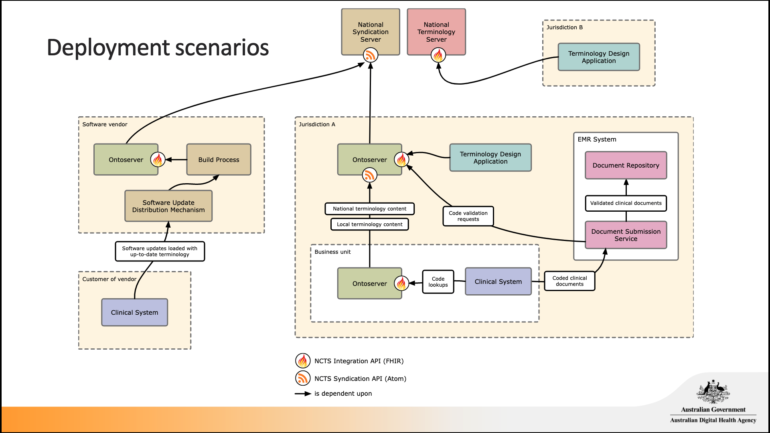 Deployment scenarios
National
Syndication
Server
National
Terminology
Server
Jurisdiction B
Terminology Design
Application
Software vendor
Ontoserver
Build Process
Software Update
Distribution Mechanism
Software updates loaded with
up-to-date terminology
Customer of vendor
Clinical System
Jurisdiction A
Ontoserver
Terminology Design
Application
National terminology content
Local terminology content
Code validation
requests
EMR System
Document Repository
Validated clinical documents
Document Submission
Service
Business unit
Ontoserver
Code
lookups
Clinical System
Coded clinical
documents
NCTS Integration API (FHIR)
NCTS Syndication API (Atom)
is dependent upon
Australian Government
Australian Digital Health Agency